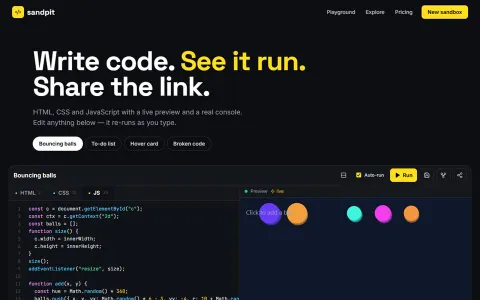 </> sandpit
Playground Explore Pricing New sandbox
Write code. See it run.
Share the link.
HTML, CSS and JavaScript with a live preview and a real console.
Edit anything below — it re-runs as you type.
Bouncing balls To-do list Hover card Broken code
Bouncing balls Auto-run Run
HTML CSS JS Preview live
1 const c = document.getElementById("c");
2 const ctx = c.getContext("2d");
3 const balls = [];
4 function size() {
5 c.width = innerWidth;
6 c.height = innerHeight;
7 }
8 size();
9 addEventListener("resize", size);
10
11 function add(x, y) {
12 const hue = Math.random() * 360;
Click to add a b